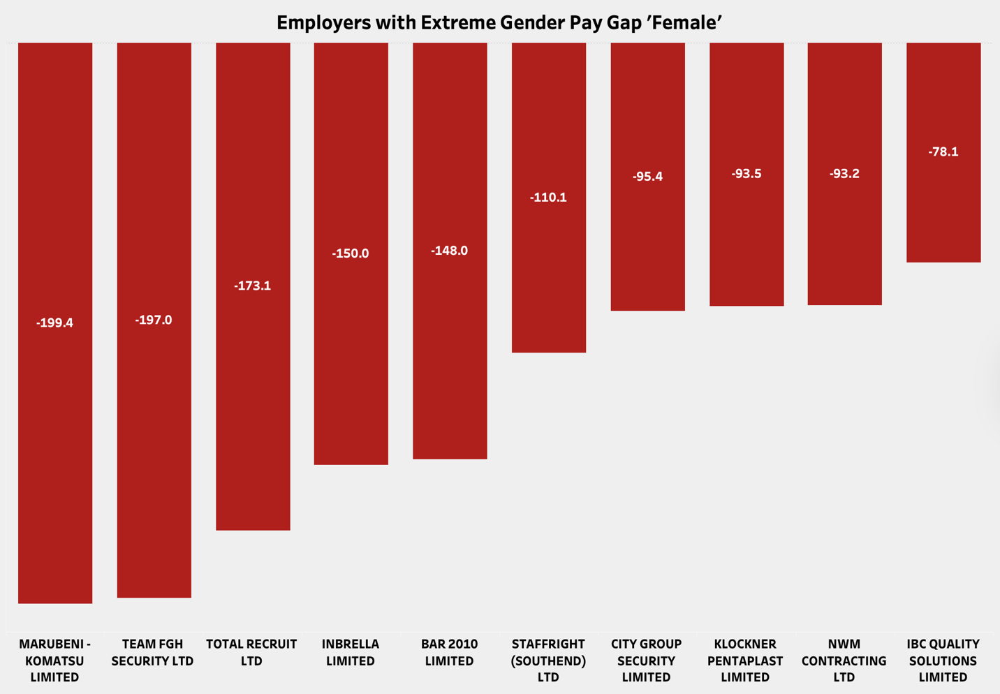 Employers with Extreme Gender Pay Gap ’Female’
-199.4
-197.0
-173.1
-150.0
-148.0
-110.1
-95.4
-93.5
-93.2
-78.1
MARUBENI -
KOMATSU
LIMITED
TEAM FGH
SECURITY LTD
TOTAL RECRUIT
LTD
INBRELLA
LIMITED
BAR 2010
LIMITED
STAFFRIGHT
(SOUTHEND)
LTD
CITY GROUP
SECURITY
LIMITED
KLOCKNER
PENTAPLAST
LIMITED
NWM
CONTRACTING
LTD
IBC QUALITY
SOLUTIONS
LIMITED